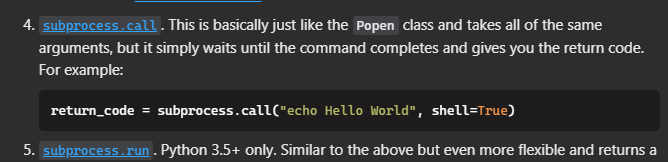 4. subprocess.call. This is basically just like the Popen class and takes all of the
arguments, but it simply waits until the command completes and gives you the return code.
For example:
return_code = subprocess.call("echo Hello World", shell=True)
5. subprocess.run. Python 3.5+ only. Similar to the above but even more flexible and returns a